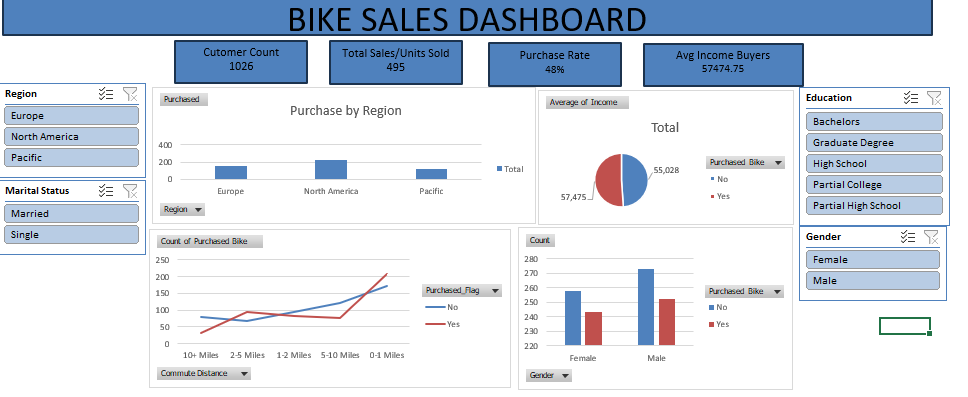 BIKE SALES DASHBOARD
Cutomer Count
1026
Total Sales/Units Sold
495
Purchase Rate
48%
Avg Income Buyers
57474.75
Region
Europe
North America
Pacific
Marital Status
Married
Single
Purchased
Purchase by Region
400
200
0
Europe
North America
Pacific
Total
Region
Average of Income
Total
55,028
57,475
Purchased Bike
No
Yes
Education
Bachelors
Graduate Degree
High School
Partial College
Partial High School
Gender
Female
Male
Count of Purchased Bike
250
200
150
100
50
0
10+ Miles
2-5 Miles
1-2 Miles
5-10 Miles
0-1 Miles
Purchased_Flag
No
Yes
Commute Distance
Count
280
270
260
250
240
230
220
Female
Male
Purchased Bike
No
Yes
Gender